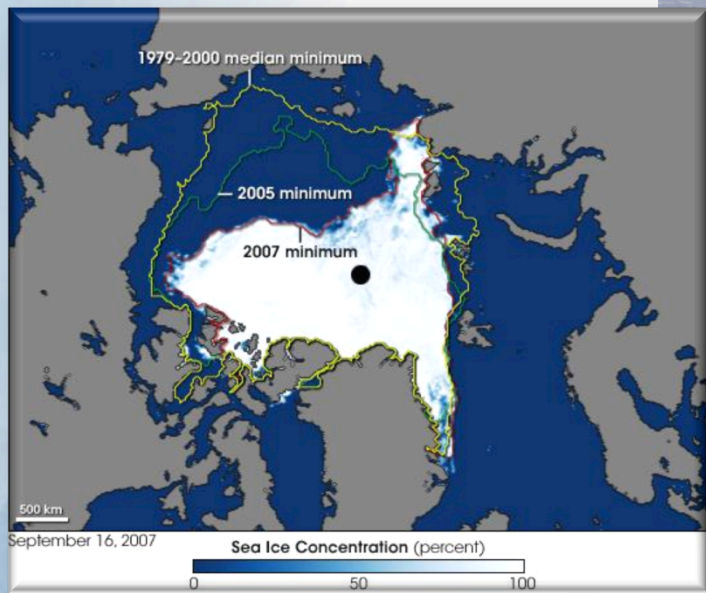 1979-2000 median minimum
2005 minimum
2007 minimum
500 km
September 16, 2007
Sea Ice Concentration (percent)
0 50 100